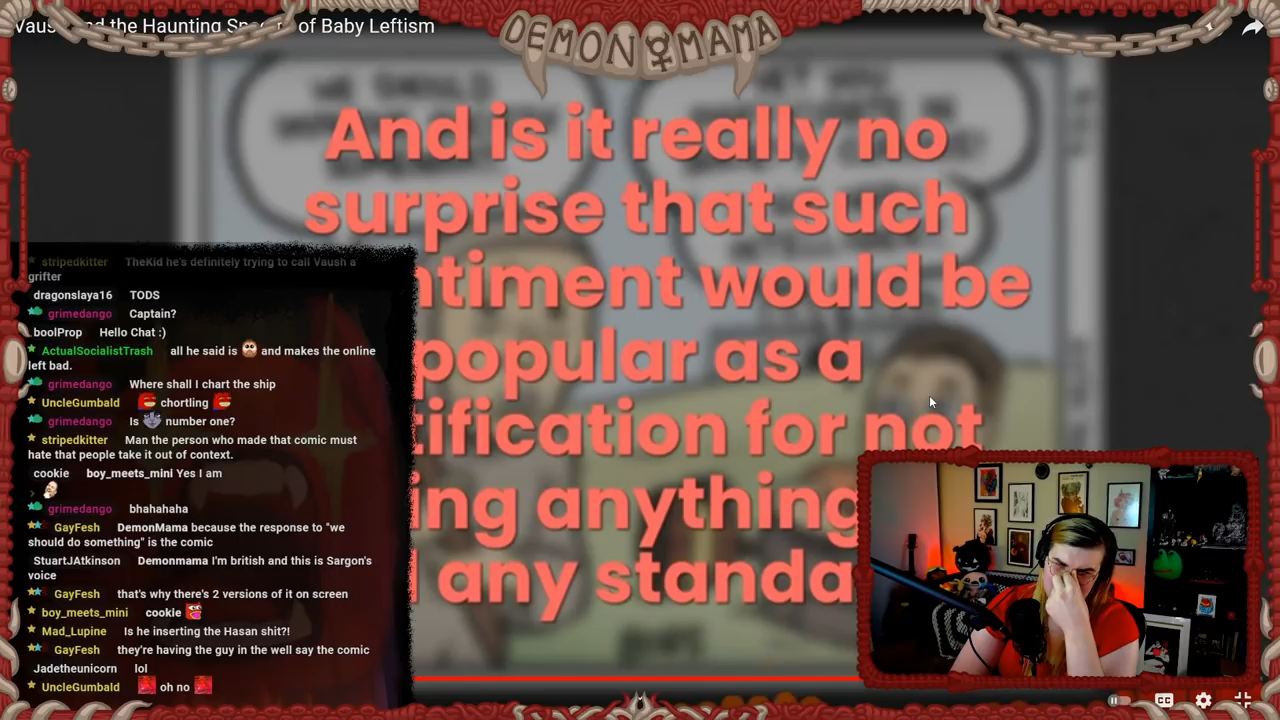 Vaus
nd the Haunting Sp
of Baby Leftism
DEMON MAMA
And is it really no
surprise that such
ntiment would be
popular as a
tification for not
ing anything
any standa
stripedkitter TheKid he's definitely trying to call Vaush a
grifter
dragonslaya16 TODS
grimedango Captain?
boolProp Hello Chat :)
ActualSocialistTrash all he said is and makes the online
left bad.
grimedango Where shall I chart the ship
UncleGumbald chortling
grimedango Is number one?
stripedkitter Man the person who made that comic must
hate that people take it out of context.
cookie boy_meets_mini Yes I am
grimedango bhahahaha
GayFesh DemonMama because the response to "we
should do something" is the comic
StuartJAtkinson Demonmama I'm british and this is Sargon's
voice
GayFesh that's why there's 2 versions of it on screen
boy_meets_mini cookie
Mad_Lupine Is he inserting the Hasan shit?!
GayFesh they're having the guy in the well say the comic
Jadetheunicorn lol
UncleGumbald oh no
CC